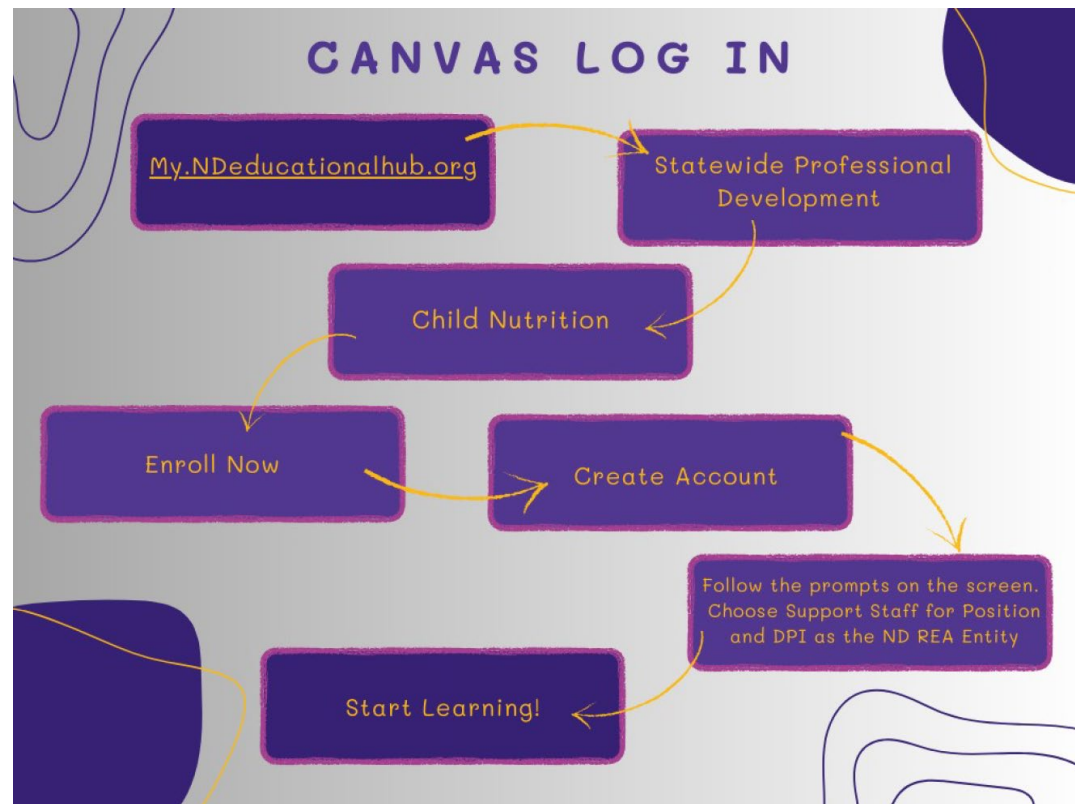 CANVAS LOG IN
My.NDeducationalhub.org
Statewide Professional
Development
Child Nutrition
Enroll Now
Create Account
Follow the prompts on the screen.
Choose Support Staff for Position
and DPI as the ND REA Entity
Start Learning!